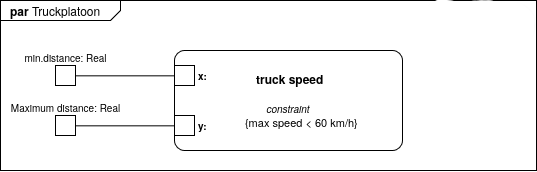 par Truckplatoon
min.distance: Real
x:
truck speed
Maximum distance: Real
constraint
y:
{max speed < 60 km/h}